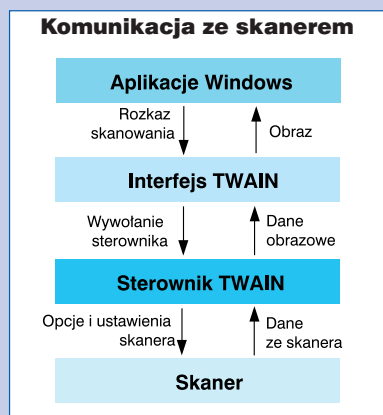 Komunikacja ze skanerem
Aplikacje Windows
Rozkaz
skanowania
Obraz
Interfejs TWAIN
Wywołanie
sterownika
Dane
obrazowe
Sterownik TWAIN
Opcje i ustawienia
skanera
Dane
ze skanera
Skaner